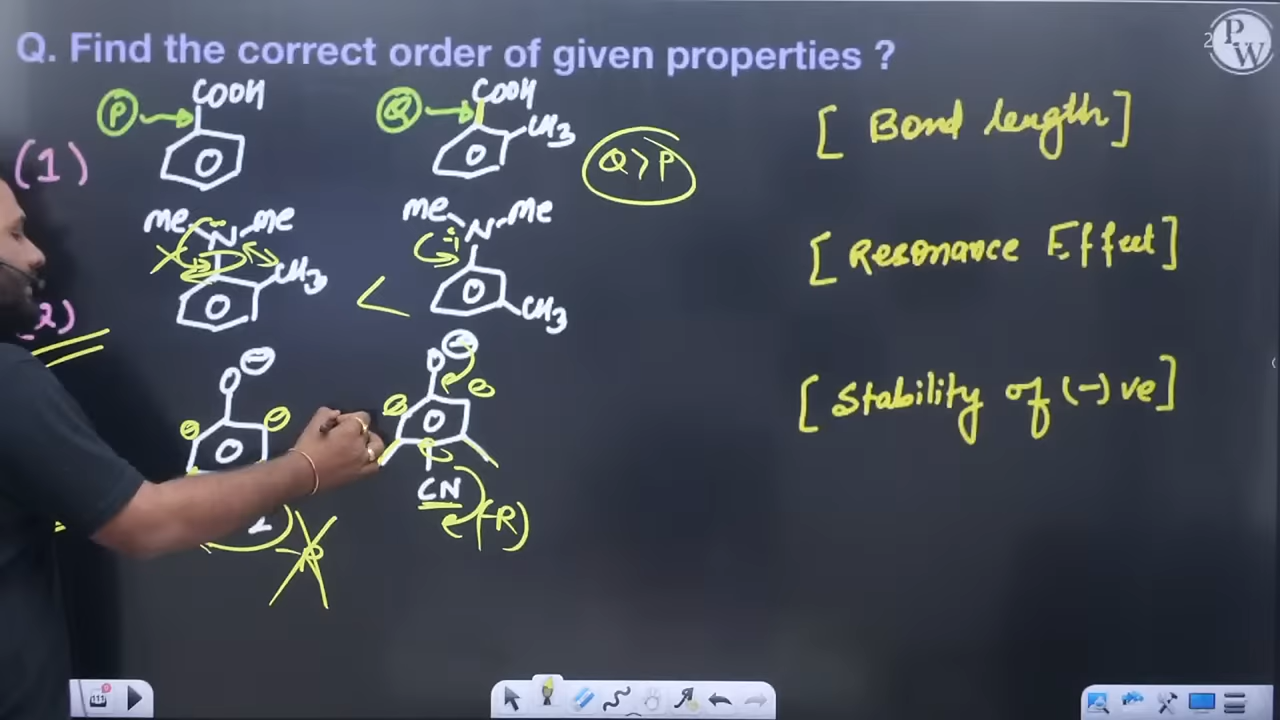 Q. Find the correct order of given properties ?
PW
P COOH
Q COOH
CH3
[ Bond length ]
(1)
Q > P
Me N Me
Me N Me
CH3
<
CH3
[ Resonance Effect ]
2)
O ⊖
O ⊖
⊖ ⊖
⊖ ⊖
[ Stability of (-) ve ]
CN
(-R)
-R